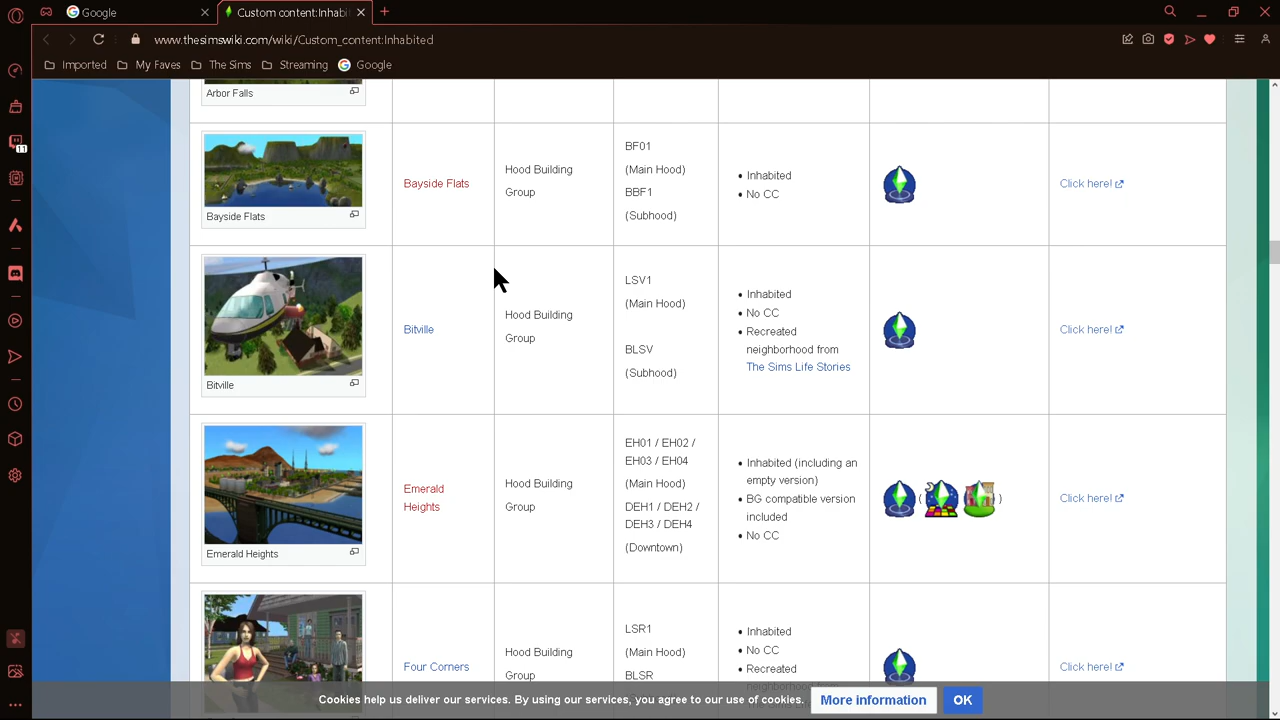 Google
Custom content:Inhabi
www.thesimswiki.com/wiki/Custom_content:Inhabited
Imported
My Faves
The Sims
Streaming
Google
11
Arbor Falls
Bayside Flats
Bayside Flats
Hood Building
Group
BF01
(Main Hood)
BBF1
(Subhood)
• Inhabited
• No CC
Click here!
Bitville
Bitville
Hood Building
Group
LSV1
(Main Hood)
BLSV
(Subhood)
• Inhabited
• No CC
• Recreated
neighborhood from
The Sims Life Stories
Click here!
Emerald Heights
Emerald
Heights
Hood Building
Group
EH01 / EH02 /
EH03 / EH04
(Main Hood)
DEH1 / DEH2 /
DEH3 / DEH4
(Downtown)
• Inhabited (including an
empty version)
• BG compatible version
included
• No CC
( )
Click here!
Four Corners
Hood Building
Group
LSR1
(Main Hood)
BLSR
• Inhabited
• No CC
• Recreated
neighborhood from
Click here!
Cookies help us deliver our services. By using our services, you agree to our use of cookies.
More information
OK